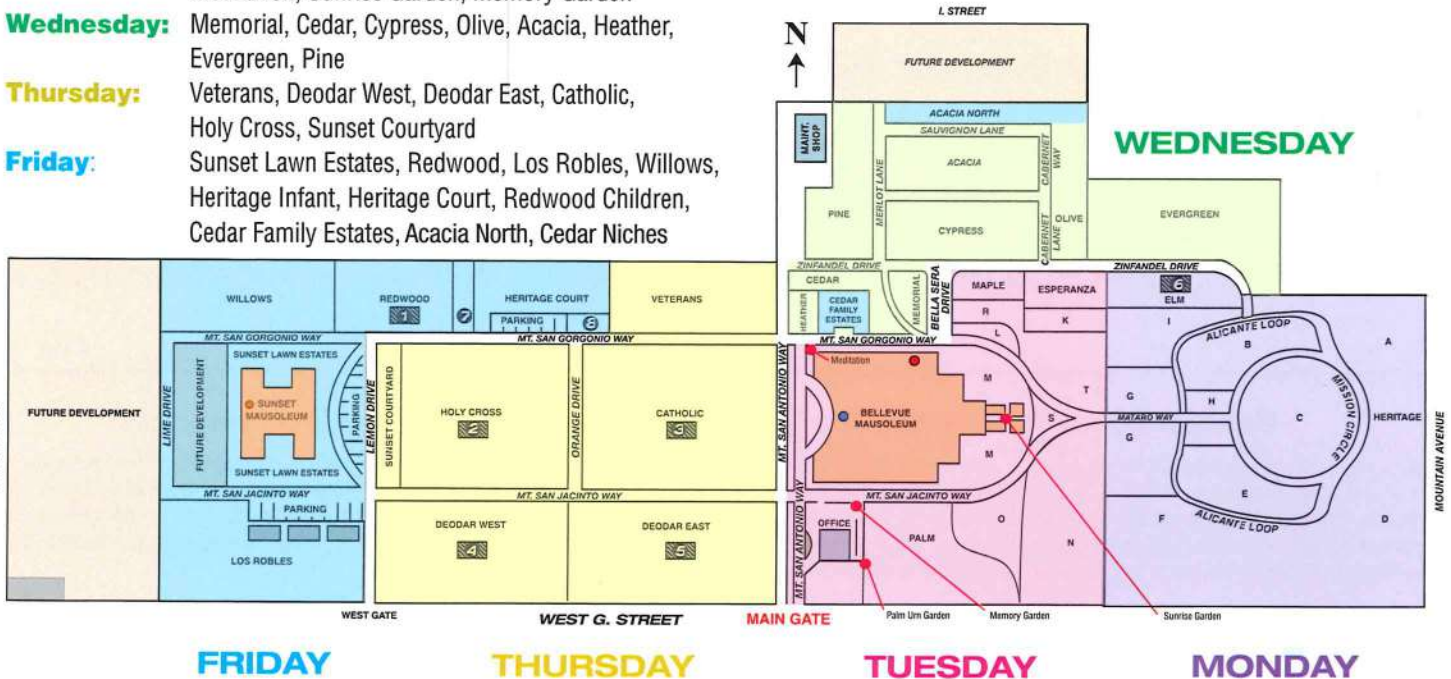 Sunrise Garden, Memory Garden
Wednesday: Memorial, Cedar, Cypress, Olive, Acacia, Heather,
Evergreen, Pine
Thursday: Veterans, Deodar West, Deodar East, Catholic,
Holy Cross, Sunset Courtyard
Friday: Sunset Lawn Estates, Redwood, Los Robles, Willows,
Heritage Infant, Heritage Court, Redwood Children,
Cedar Family Estates, Acacia North, Cedar Niches
I. STREET
N
FUTURE DEVELOPMENT
MAINT. SHOP
ACACIA NORTH
SAUVIGNON LANE
ACACIA
CABERNET WAY
WEDNESDAY
MERLOT LANE
PINE
CYPRESS
CABERNET LANE
OLIVE
EVERGREEN
ZINFANDEL DRIVE
ZINFANDEL DRIVE
CEDAR
HEATHER
CEDAR FAMILY ESTATES
MEMORIAL
BELLA SERA DRIVE
MAPLE
ESPERANZA
6
ELM
R
K
L
I
ALICANTE LOOP
B
A
WILLOWS
REDWOOD
1
7
HERITAGE COURT
PARKING
8
VETERANS
MT. SAN GORGONIO WAY
MT. SAN GORGONIO WAY
MT. SAN GORGONIO WAY
FUTURE DEVELOPMENT
LIME DRIVE
FUTURE DEVELOPMENT
SUNSET LAWN ESTATES
SUNSET MAUSOLEUM
SUNSET LAWN ESTATES
PARKING
LEMON DRIVE
SUNSET COURTYARD
HOLY CROSS
2
ORANGE DRIVE
CATHOLIC
3
MT. SAN ANTONIO WAY
MT. SAN ANTONIO WAY
Meditation
BELLEVUE MAUSOLEUM
M
M
S
T
MATARO WAY
G
G
H
C
MISSION CIRCLE
HERITAGE
MOUNTAIN AVENUE
MT. SAN JACINTO WAY
MT. SAN JACINTO WAY
MT. SAN JACINTO WAY
PARKING
LOS ROBLES
DEODAR WEST
4
DEODAR EAST
5
MT. SAN ANTONIO WAY
OFFICE
PALM
O
N
F
E
ALICANTE LOOP
D
WEST GATE
WEST G. STREET
MAIN GATE
Palm Urn Garden
Memory Garden
Sunrise Garden
FRIDAY
THURSDAY
TUESDAY
MONDAY